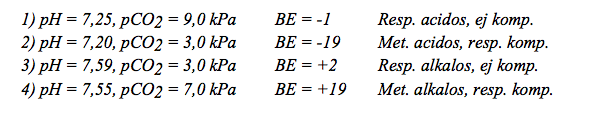 1) pH = 7,25, pCO2 = 9,0 kPa BE = -1 Resp. acidos, ej komp.
2) pH = 7,20, pCO2 = 3,0 kPa BE = -19 Met. acidos, resp. komp.
3) pH = 7,59, pCO2 = 3,0 kPa BE = +2 Resp. alkalos, ej komp.
4) pH = 7,55, pCO2 = 7,0 kPa BE = +19 Met. alkalos, resp. komp.